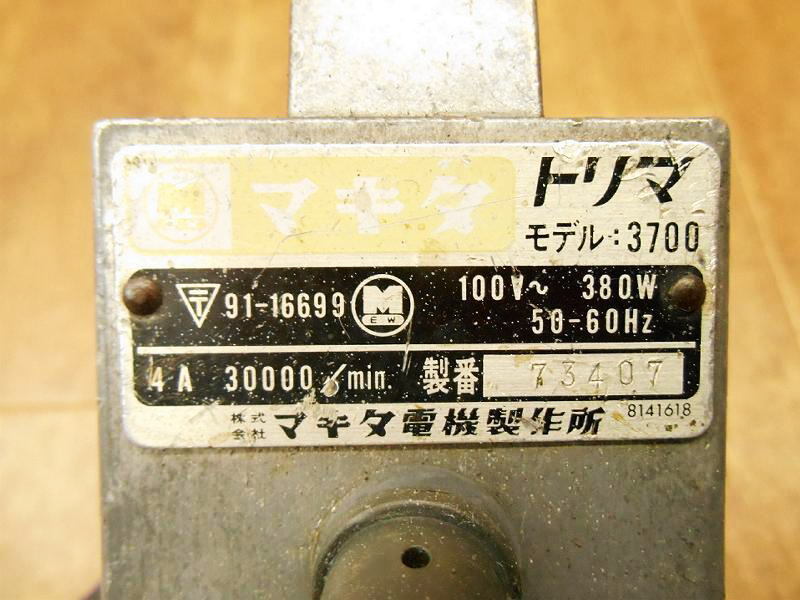 マキタ トリマ
モデル:3700
〒 91-16699 M EW 100V~ 380W
50-60Hz
4A 30000/min. 製番 73407
株式会社 マキタ電機製作所 8141618